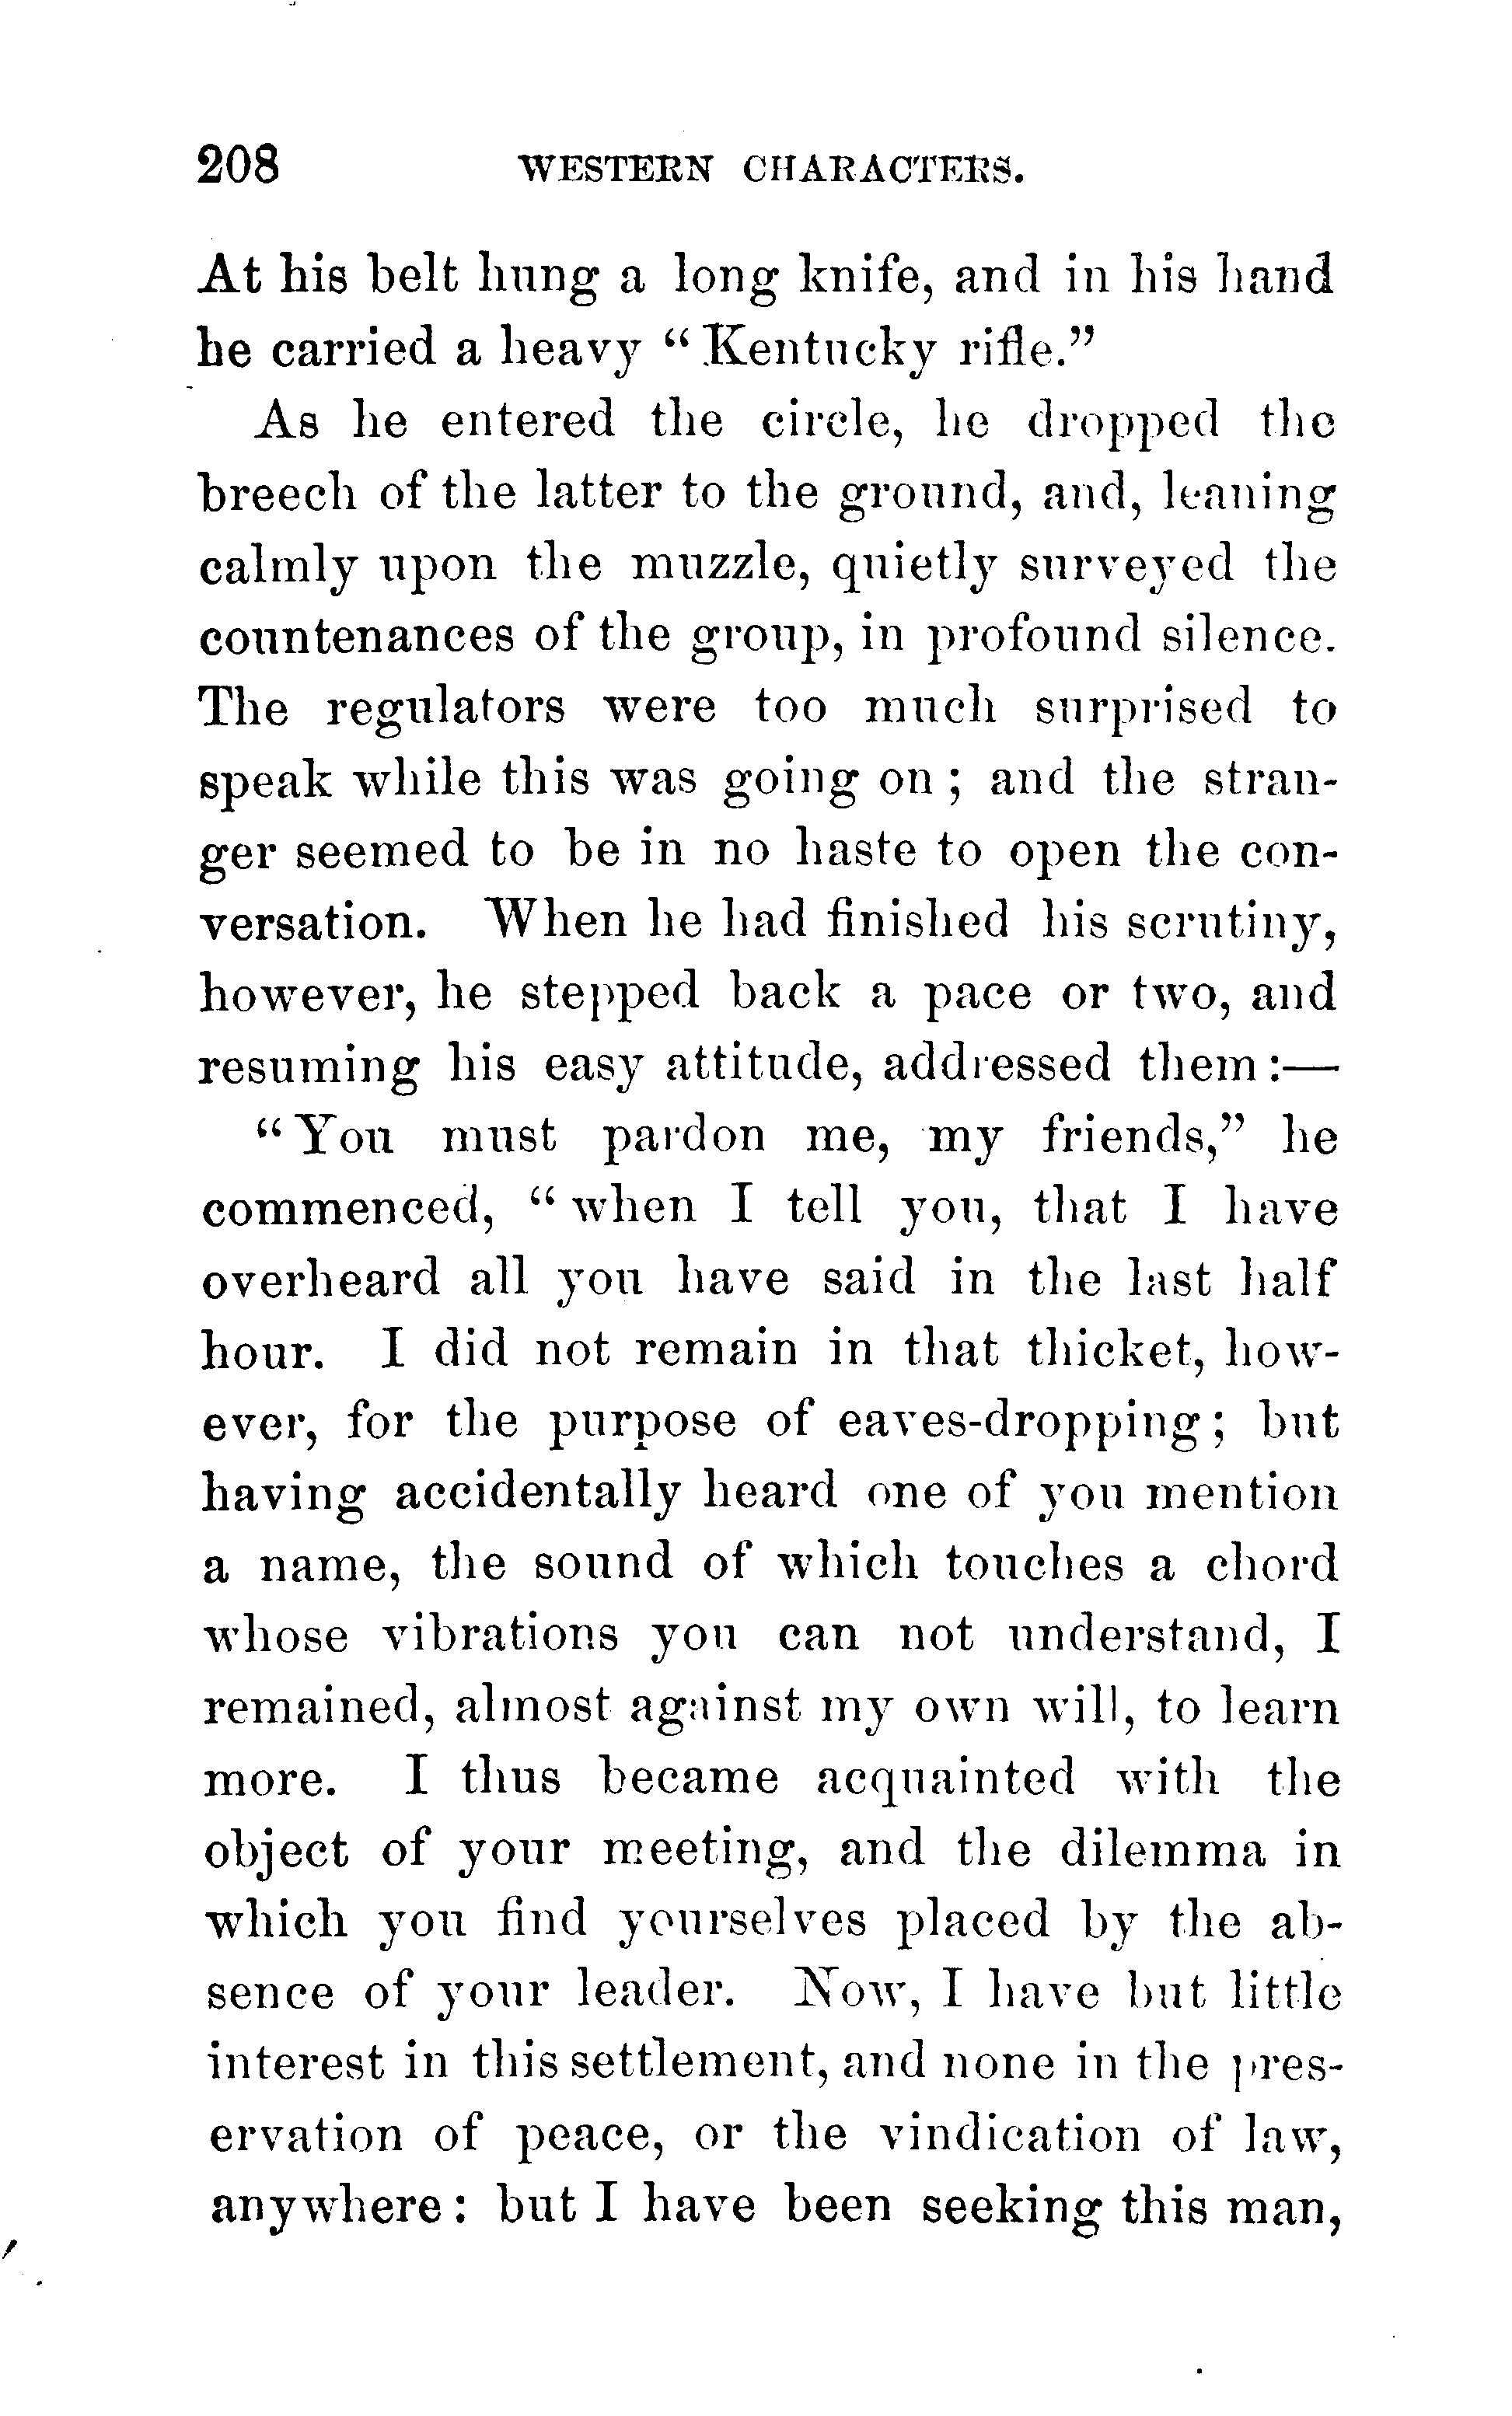 208 WESTERN CHARACTERS.
At his belt hung a long knife, and in his hand
he carried a heavy “Kentucky rifle.”
As he entered the circle, he dropped the
breech of the latter to the ground, and, leaning
calmly upon the muzzle, quietly surveyed the
countenances of the group, in profound silence.
The regulators were too much surprised to
speak while this was going on; and the stran-
ger seemed to be in no haste to open the con-
versation. When he had finished his scrutiny,
however, he stepped back a pace or two, and
resuming his easy attitude, addressed them:—
“You must pardon me, my friends,” he
commenced, “when I tell you, that I have
overheard all you have said in the last half
hour. I did not remain in that thicket, how-
ever, for the purpose of eaves-dropping; but
having accidentally heard one of you mention
a name, the sound of which touches a chord
whose vibrations you can not understand, I
remained, almost against my own will, to learn
more. I thus became acquainted with the
object of your meeting, and the dilemma in
which you find yourselves placed by the ab-
sence of your leader. Now, I have but little
interest in this settlement, and none in the pres-
ervation of peace, or the vindication of law,
anywhere: but I have been seeking this man,